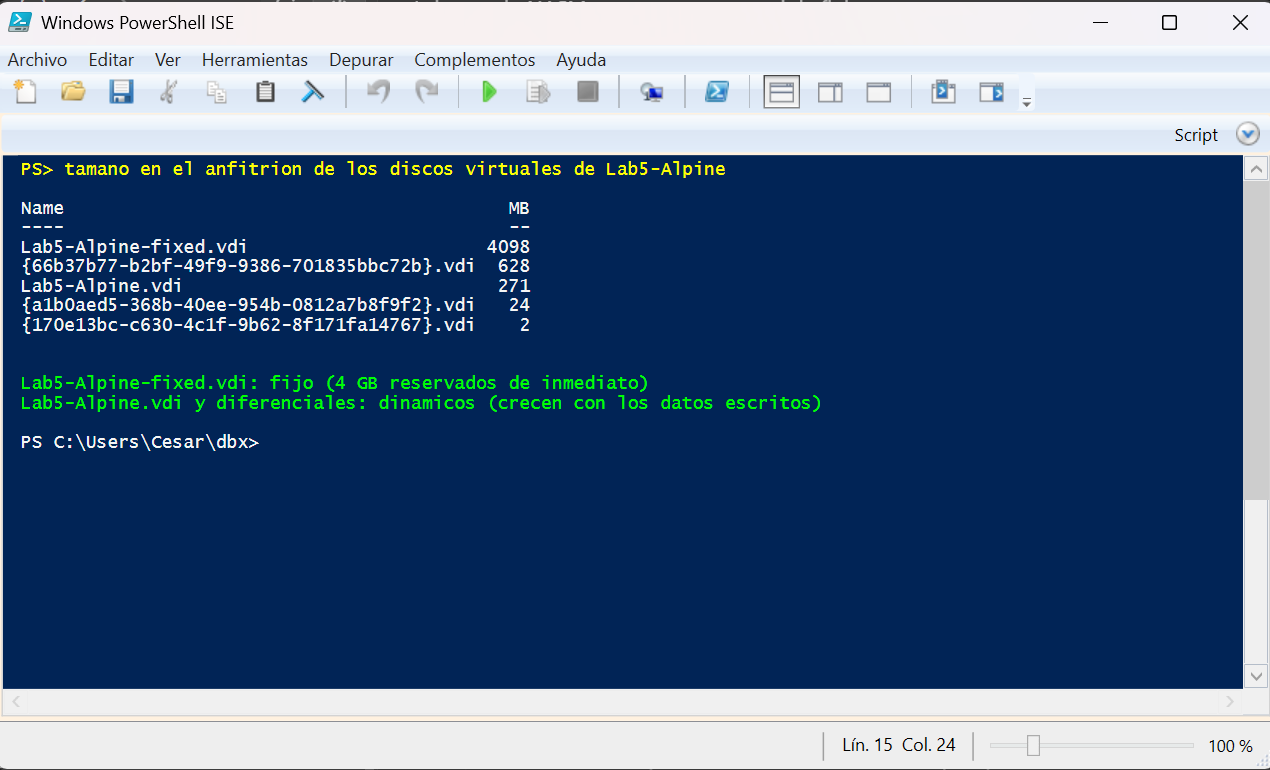 Windows PowerShell ISE
Archivo Editar Ver Herramientas Depurar Complementos Ayuda
Script
PS> tamano en el anfitrion de los discos virtuales de Lab5-Alpine
Name MB
---- --
Lab5-Alpine-fixed.vdi 4098
{66b37b77-b2bf-49f9-9386-701835bbc72b}.vdi 628
Lab5-Alpine.vdi 271
{a1b0aed5-368b-40ee-954b-0812a7b8f9f2}.vdi 24
{170e13bc-c630-4c1f-9b62-8f171fa14767}.vdi 2
Lab5-Alpine-fixed.vdi: fijo (4 GB reservados de inmediato)
Lab5-Alpine.vdi y diferenciales: dinamicos (crecen con los datos escritos)
PS C:\Users\Cesar\dbx>
Lín. 15 Col. 24 100 %